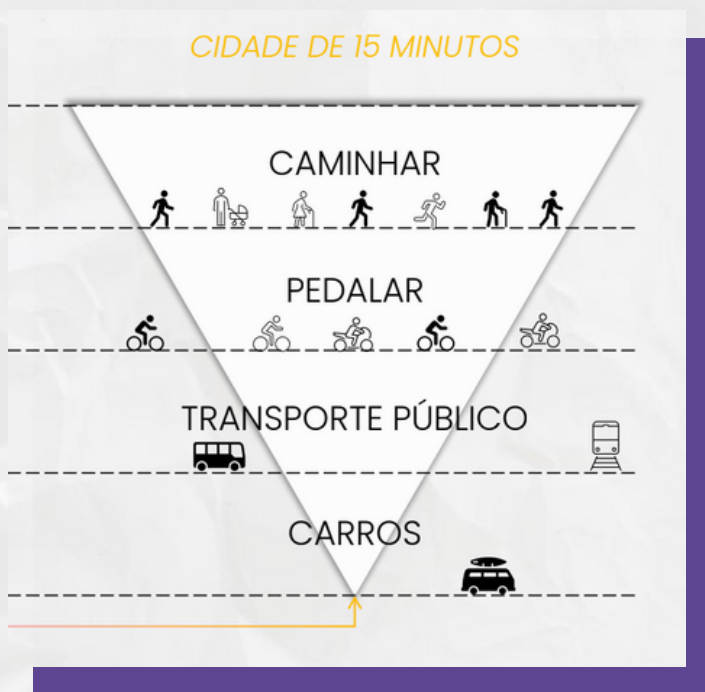 CIDADE DE 15 MINUTOS
CAMINHAR
PEDALAR
TRANSPORTE PÚBLICO
CARROS